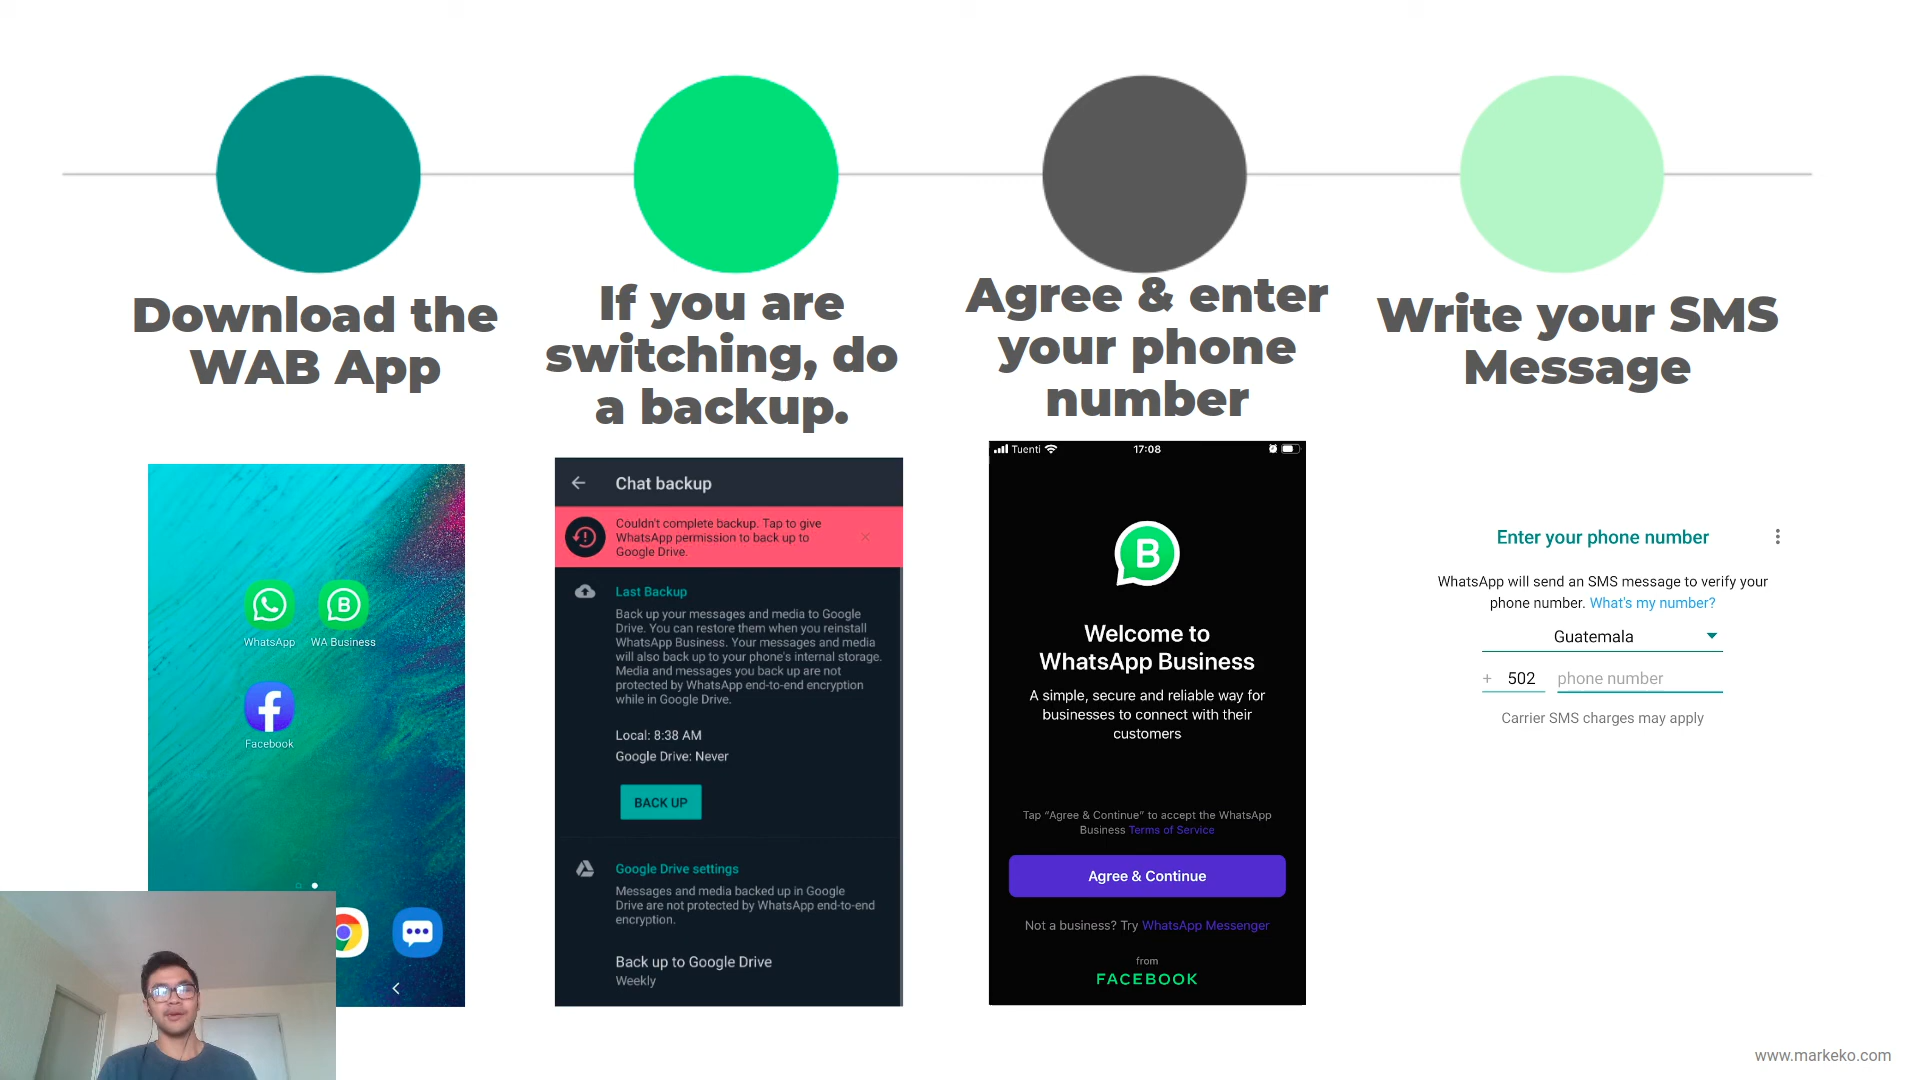 Download the
WAB App
If you are
switching, do
a backup.
Agree & enter
your phone
number
Write your SMS
Message
WhatsApp
WA Business
Facebook
Chat backup
Couldn't complete backup. Tap to give
WhatsApp permission to back up to
Google Drive.
Last Backup
Back up your messages and media to Google
Drive. You can restore them when you reinstall
WhatsApp Business. Your messages and media
will also back up to your phone's internal storage.
Media and messages you back up are not
protected by WhatsApp end-to-end encryption
while in Google Drive.
Local: 8:38 AM
Google Drive: Never
BACK UP
Google Drive settings
Messages and media backed up in Google
Drive are not protected by WhatsApp end-to-end
encryption.
Back up to Google Drive
Weekly
Tuenti
17:08
B
Welcome to
WhatsApp Business
A simple, secure and reliable way for
businesses to connect with their
customers
Tap “Agree & Continue” to accept the WhatsApp
Business Terms of Service
Agree & Continue
Not a business? Try WhatsApp Messenger
from
FACEBOOK
Enter your phone number
WhatsApp will send an SMS message to verify your
phone number. What's my number?
Guatemala
+ 502 phone number
Carrier SMS charges may apply
www.markeko.com